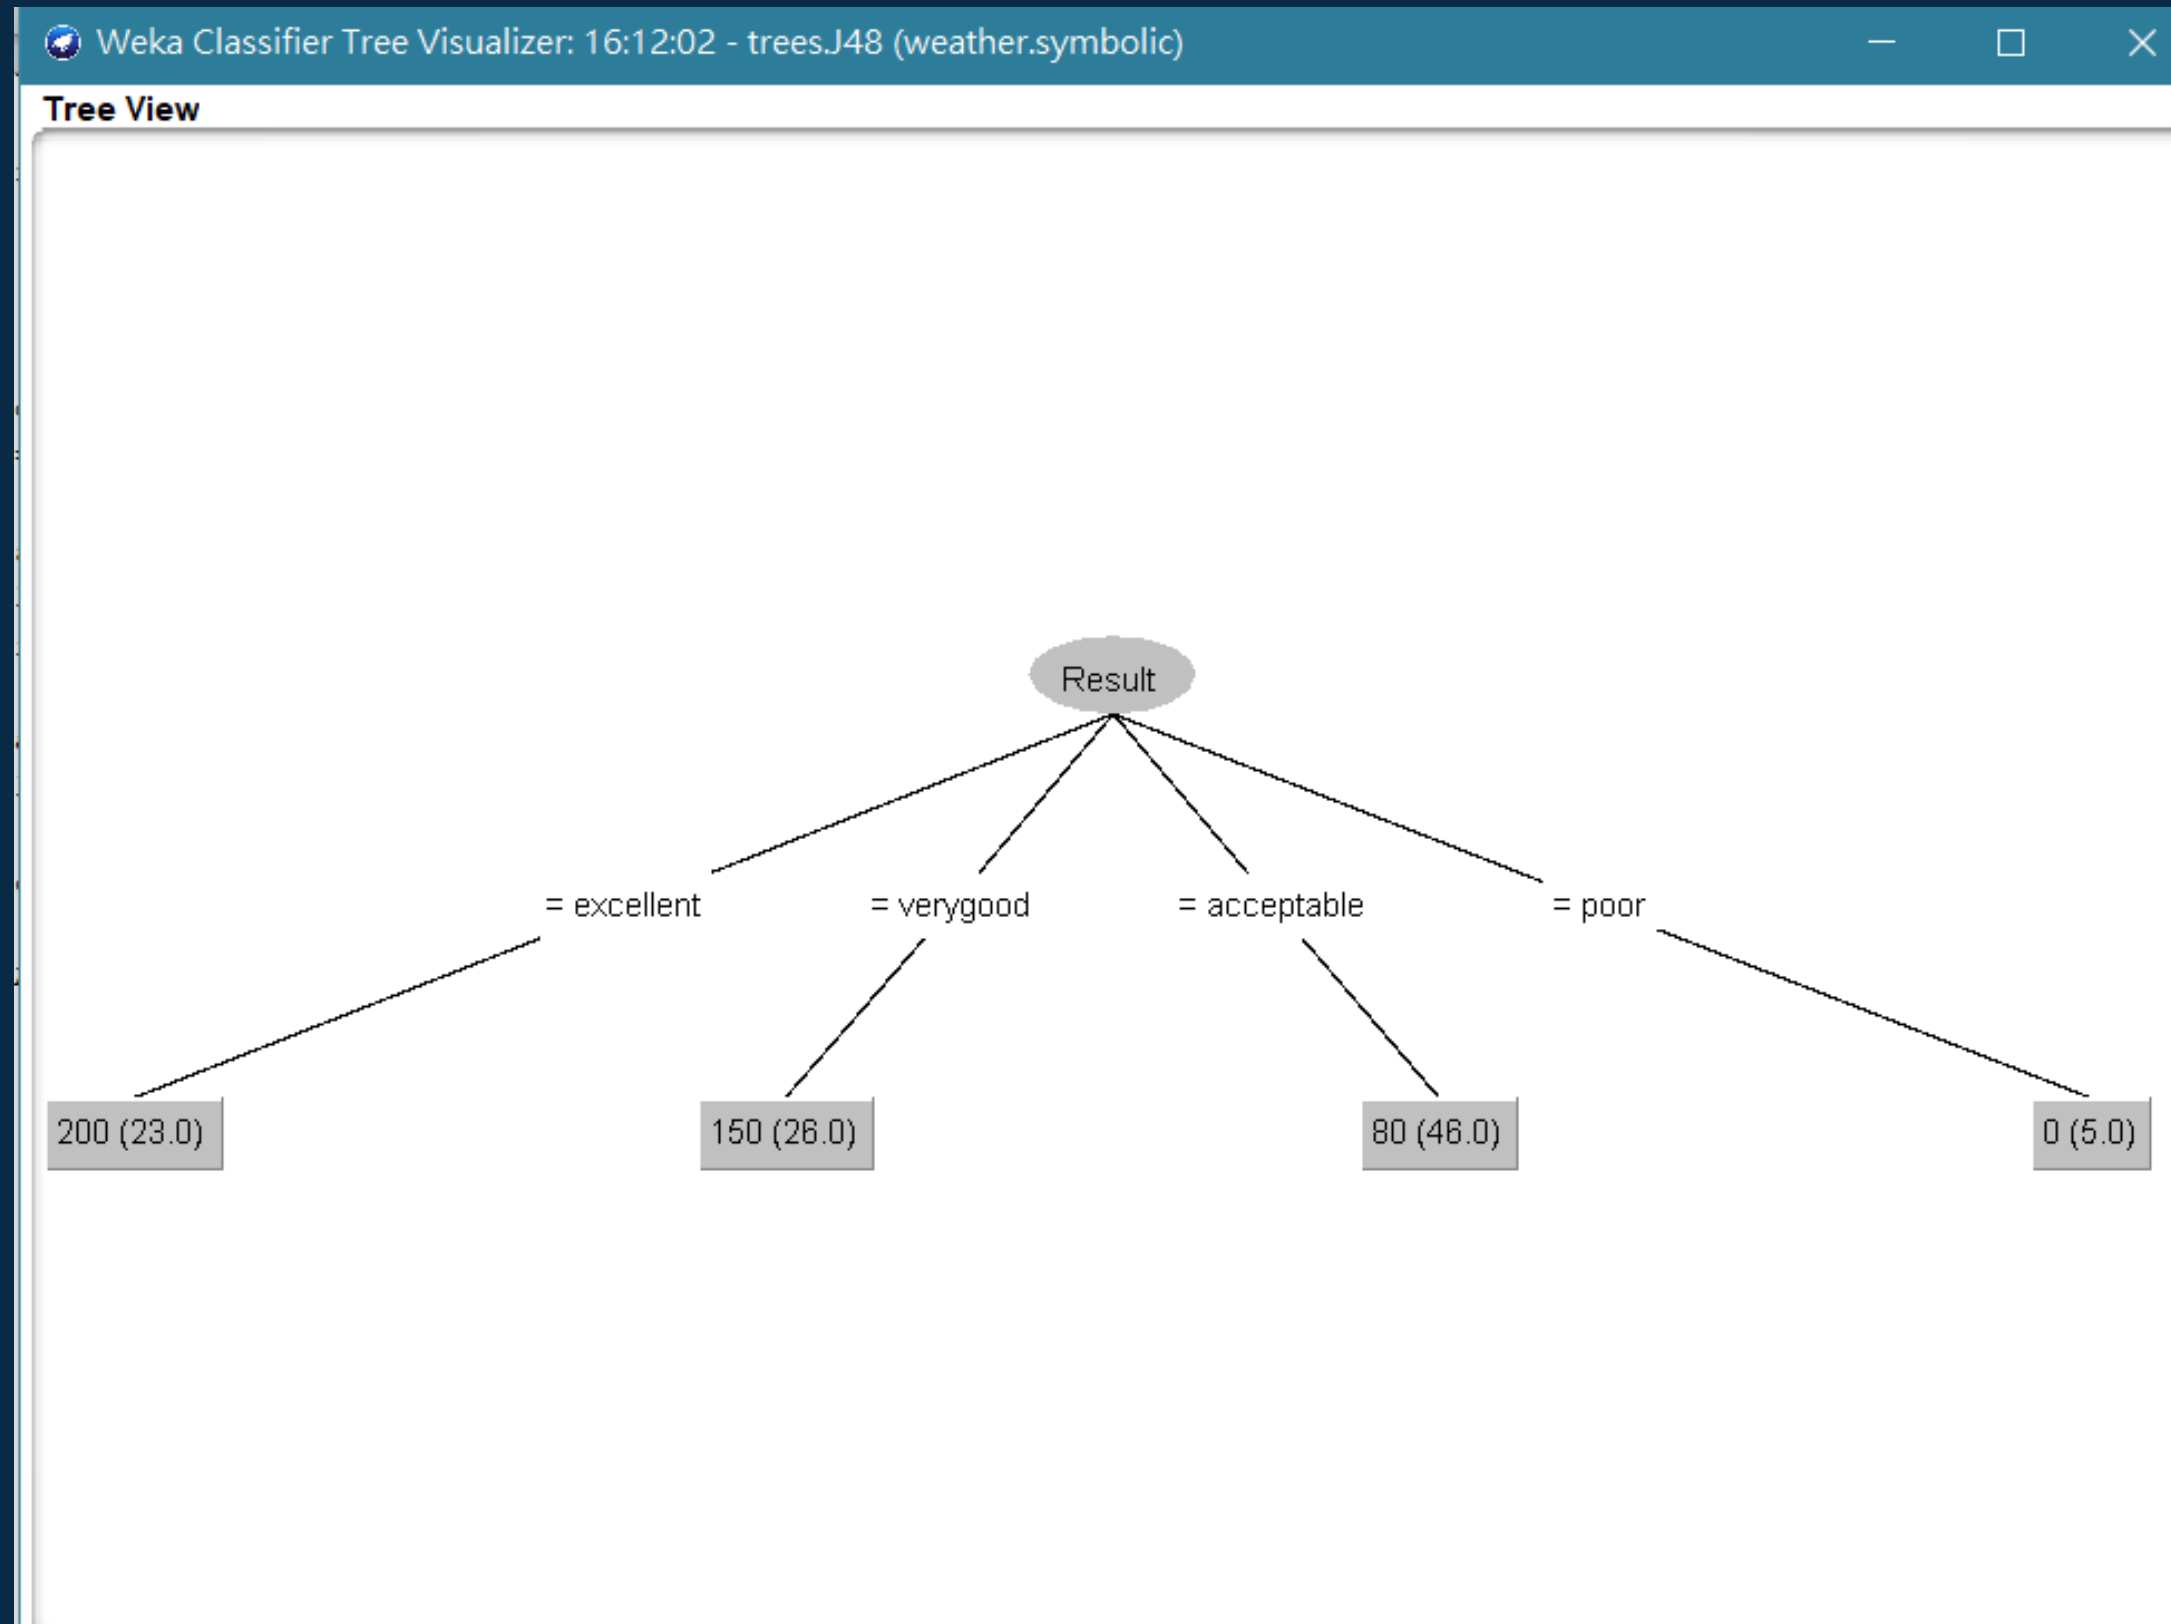 Weka Classifier Tree Visualizer: 16:12:02 - trees.J48 (weather.symbolic)
Tree View
Result
= excellent
= verygood
= acceptable
= poor
200 (23.0)
150 (26.0)
80 (46.0)
0 (5.0)